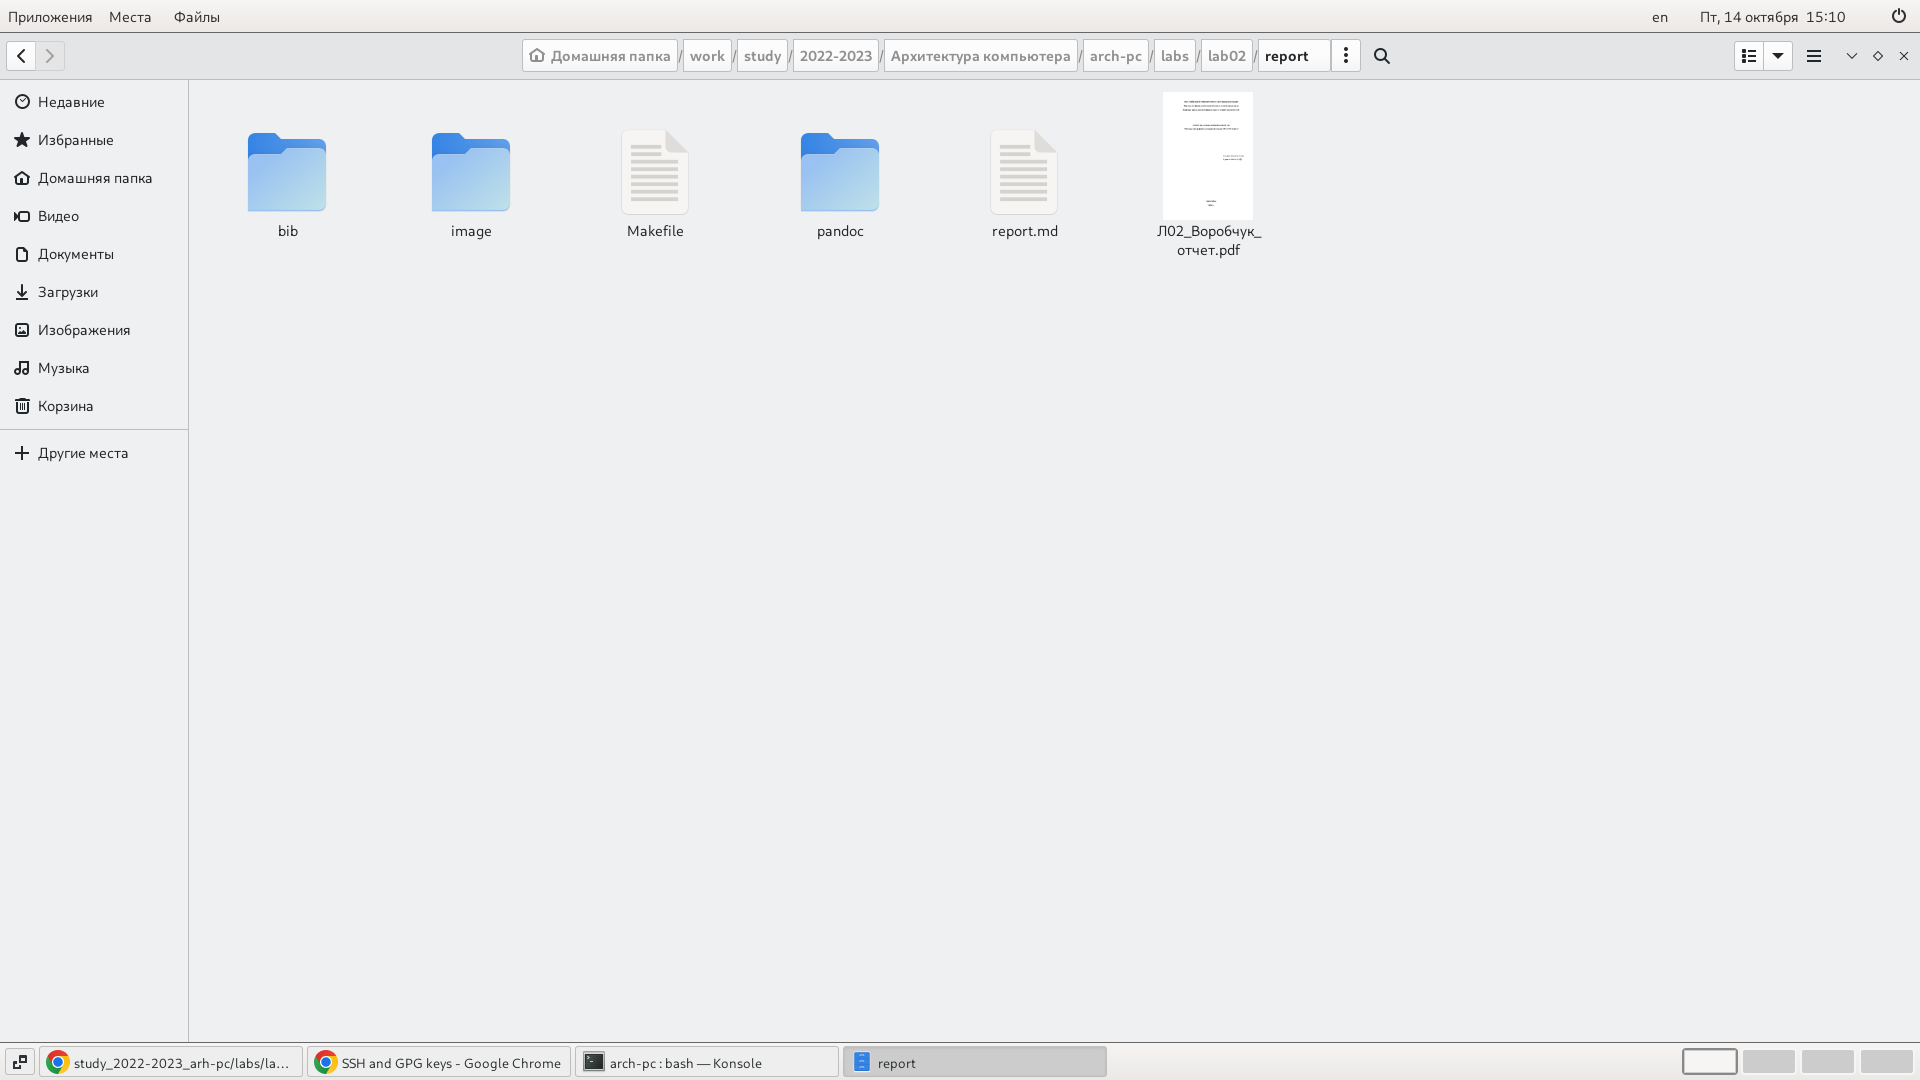 Приложения Места Файлы en Пт, 14 октября 15:10
Домашняя папка / work / study / 2022-2023 / Архитектура компьютера / arch-pc / labs / lab02 / report
Недавние
Избранные
Домашняя папка
Видео
Документы
Загрузки
Изображения
Музыка
Корзина
Другие места
bib
image
Makefile
pandoc
report.md
Л02_Воробчук_
отчет.pdf
study_2022-2023_arh-pc/labs/la... SSH and GPG keys - Google Chrome arch-pc : bash — Konsole report